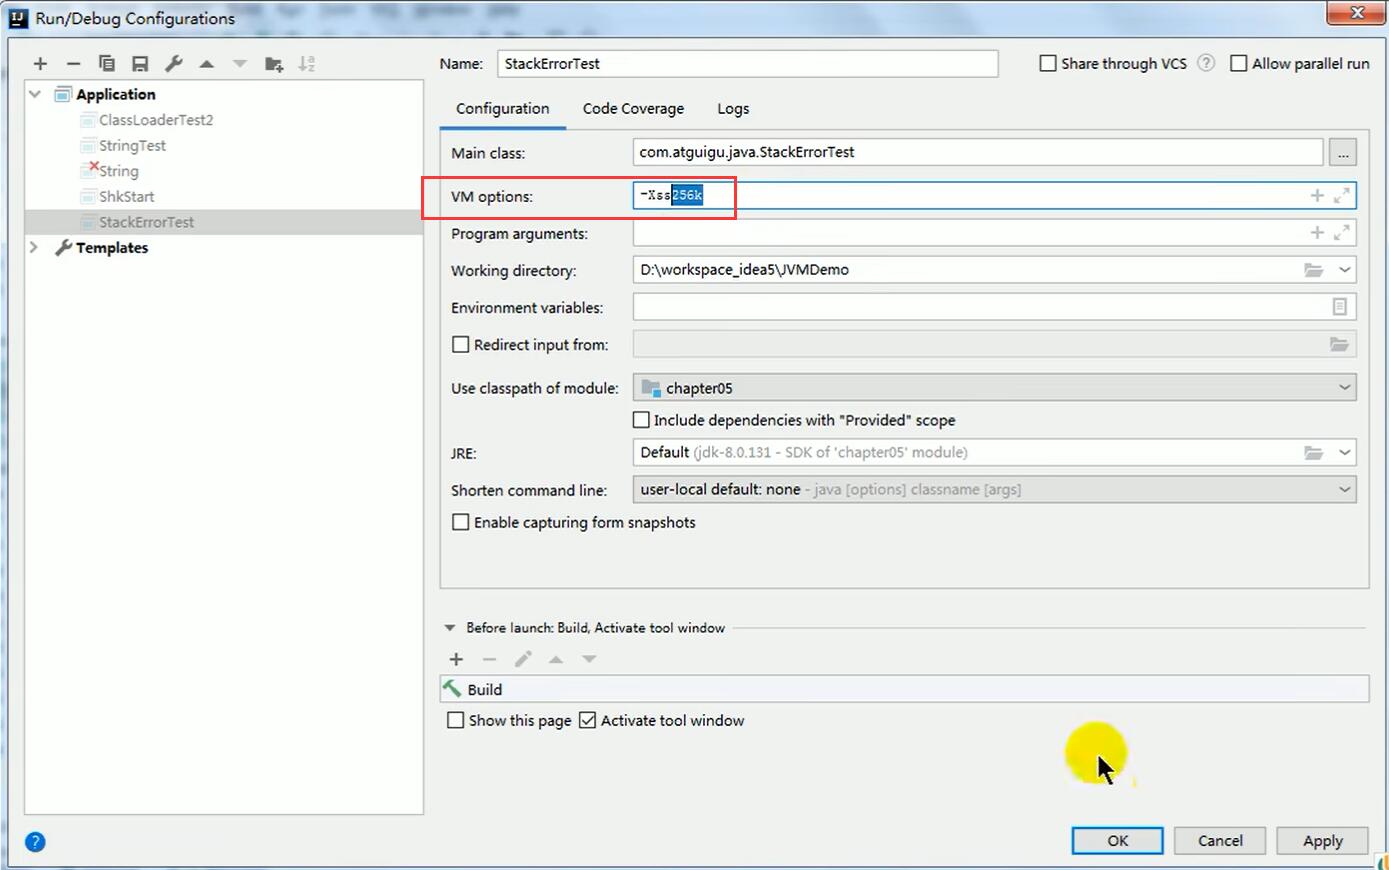 Run/Debug Configurations
Name: StackErrorTest
Share through VCS
Allow parallel run
Application
ClassLoaderTest2
StringTest
String
ShkStart
StackErrorTest
Templates
Configuration Code Coverage Logs
Main class: com.atguigu.java.StackErrorTest ...
VM options: -Xss256k
Program arguments:
Working directory: D:\workspace_idea5\JVMDemo
Environment variables:
Redirect input from:
Use classpath of module: chapter05
Include dependencies with "Provided" scope
JRE: Default (jdk-8.0.131 - SDK of 'chapter05' module)
Shorten command line: user-local default: none - java [options] classname [args]
Enable capturing form snapshots
Before launch: Build, Activate tool window
Build
Show this page Activate tool window
OK Cancel Apply